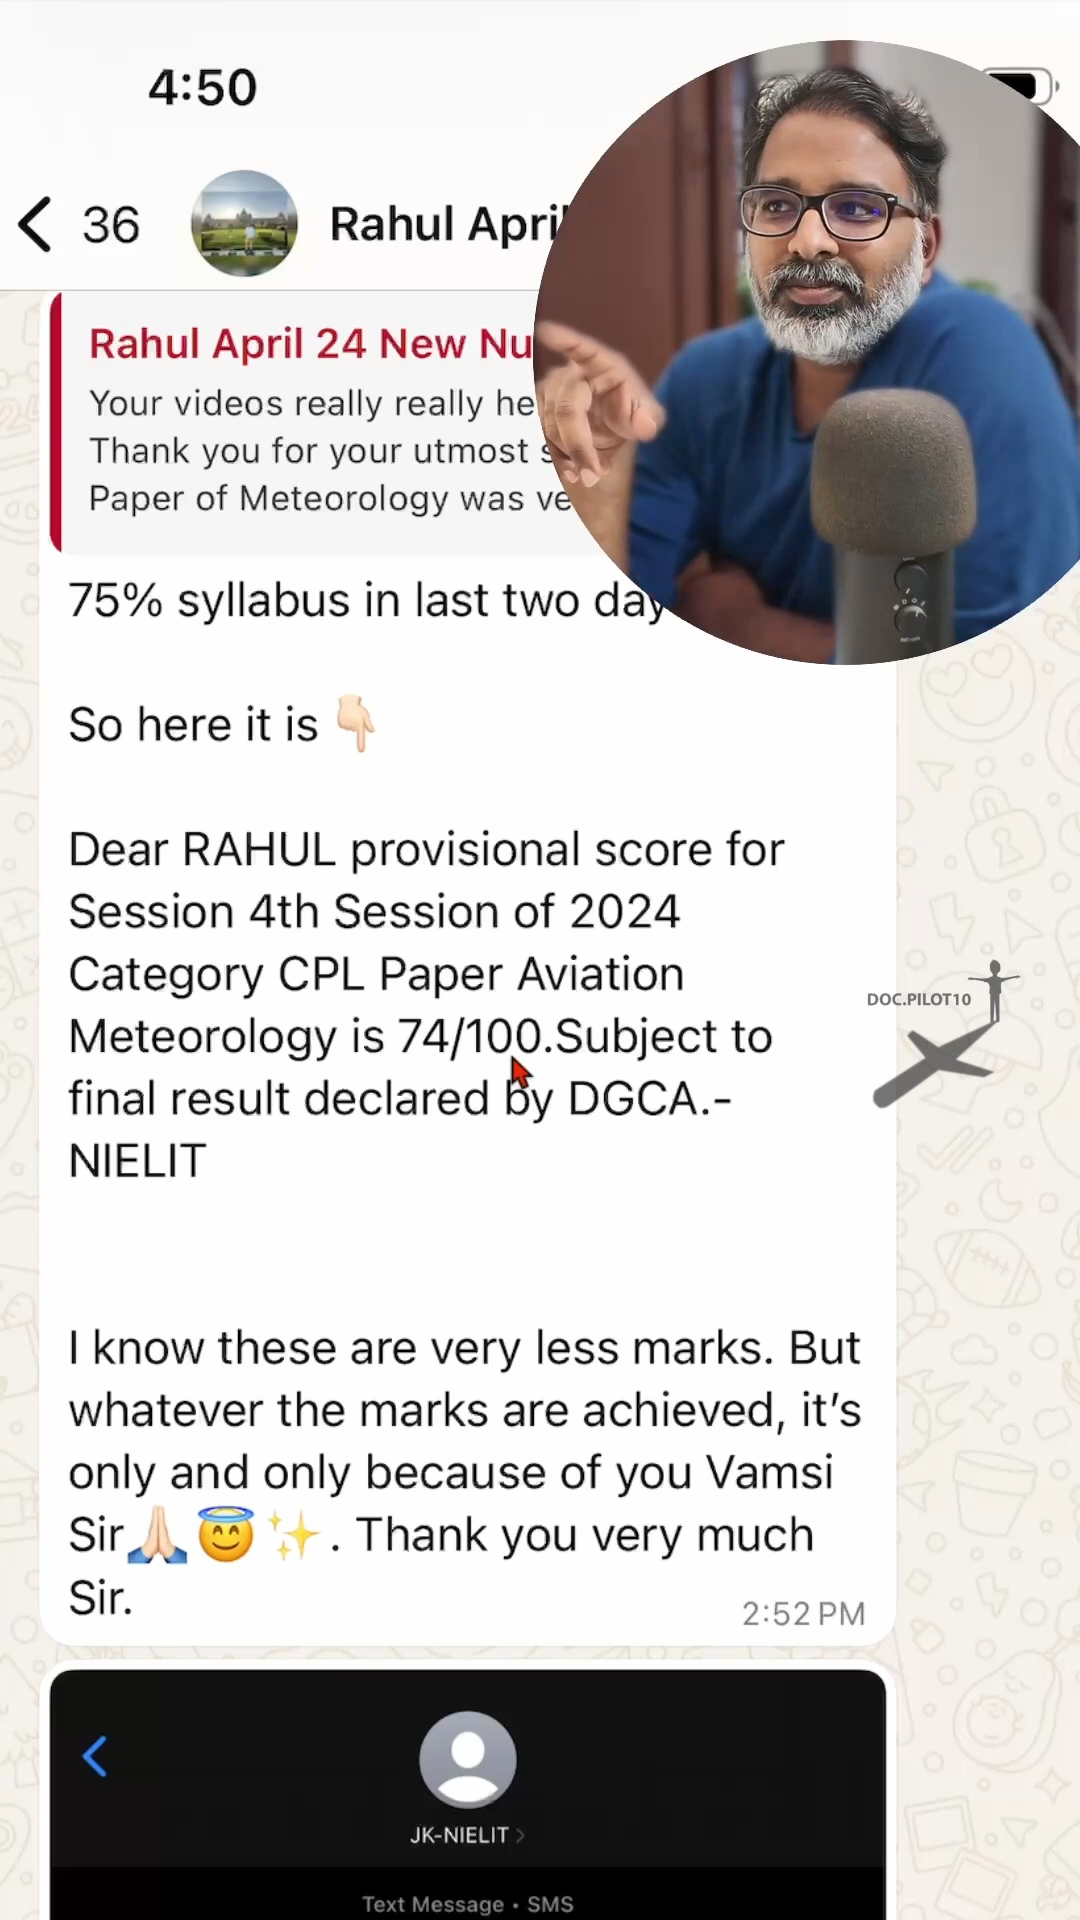 4:50
36
Rahul April
Rahul April 24 New Nu
Your videos really really he
Thank you for your utmost s
Paper of Meteorology was ve
75% syllabus in last two day
So here it is 👇🏻
Dear RAHUL provisional score for
Session 4th Session of 2024
Category CPL Paper Aviation
Meteorology is 74/100.Subject to
final result declared by DGCA.-
NIELIT
DOC.PILOT10
I know these are very less marks. But
whatever the marks are achieved, it’s
only and only because of you Vamsi
Sir🙏🏻😇✨. Thank you very much
Sir.
2:52 PM
JK-NIELIT >
Text Message • SMS